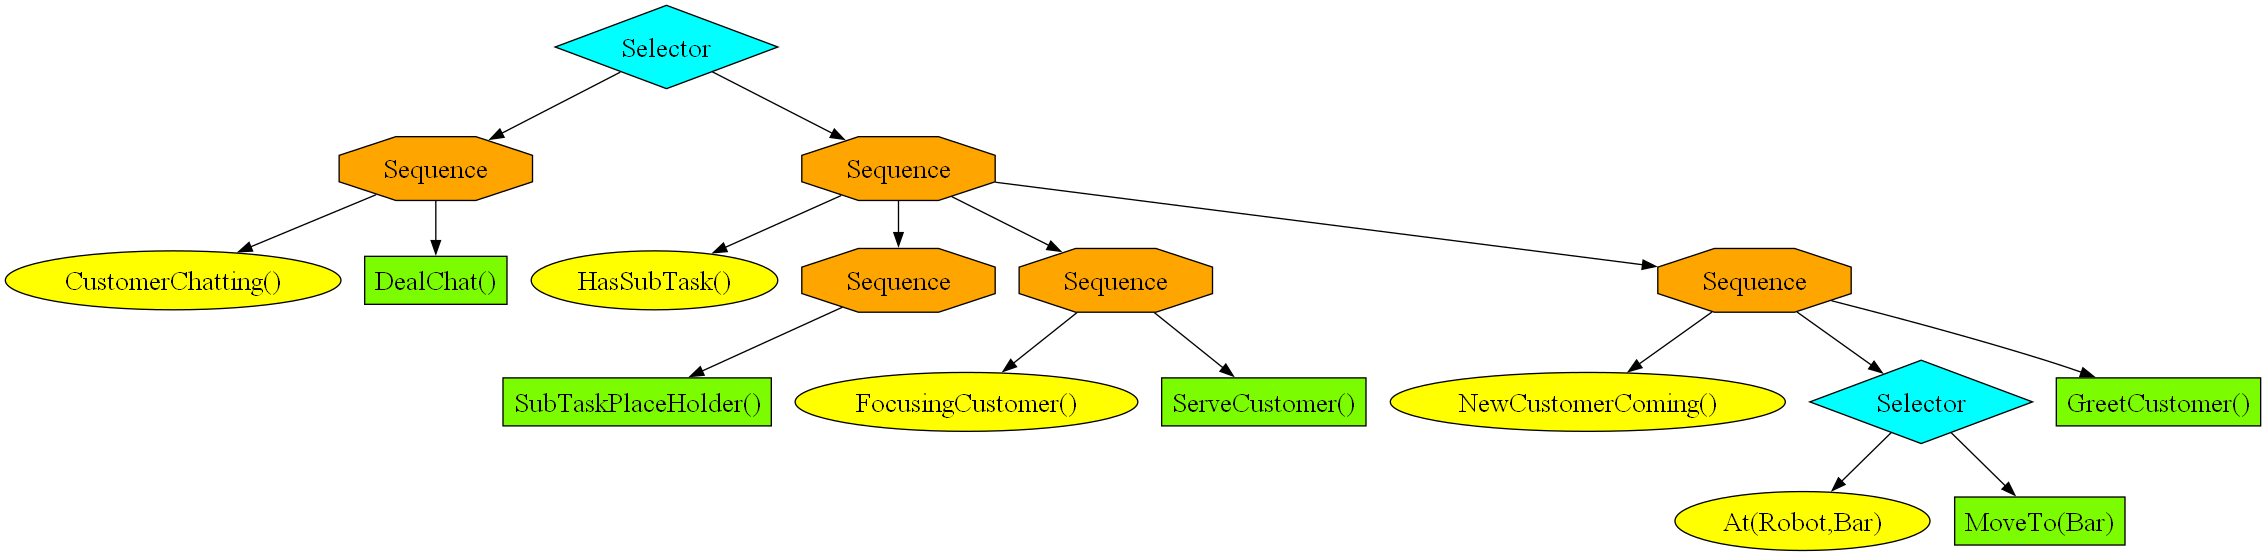 Selector
Sequence
Sequence
CustomerChatting()
DealChat()
HasSubTask()
Sequence
Sequence
Sequence
SubTaskPlaceHolder()
FocusingCustomer()
ServeCustomer()
NewCustomerComing()
Selector
GreetCustomer()
At(Robot,Bar)
MoveTo(Bar)